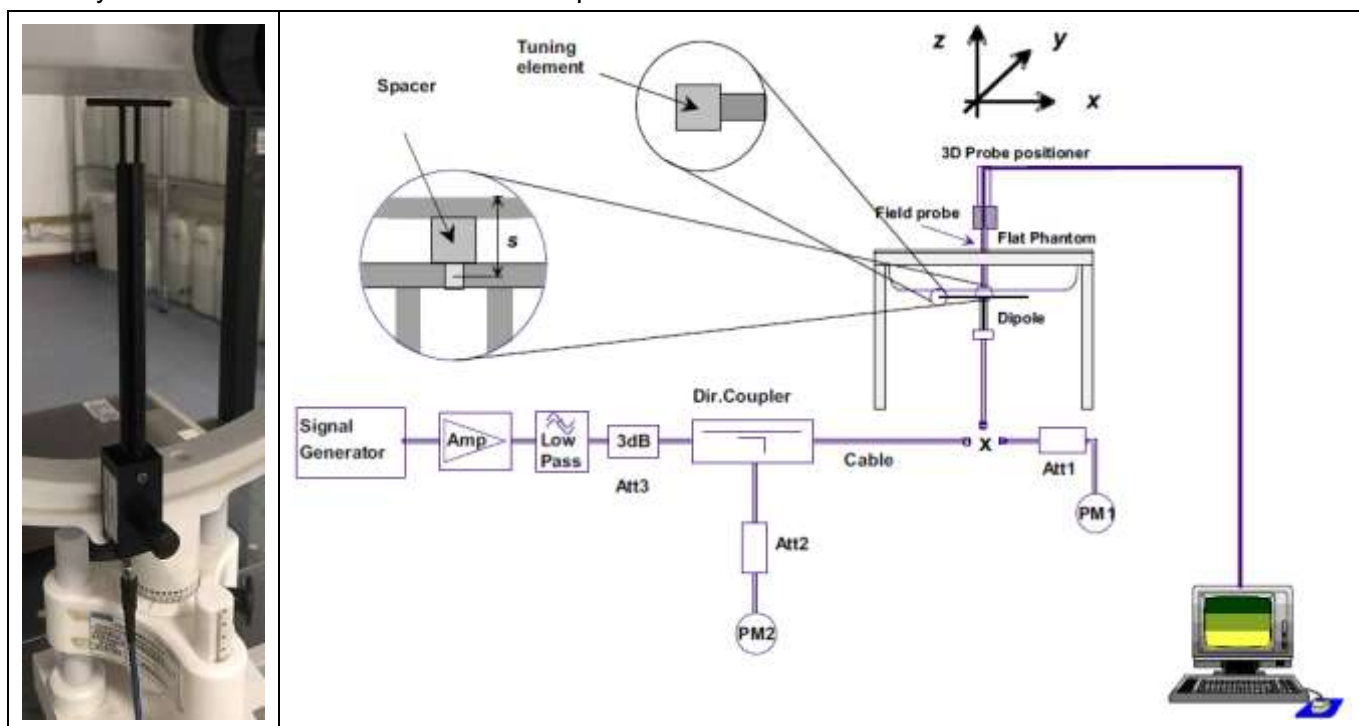 Tuning
element
Spacer
s
z
y
x
3D Probe positioner
Field probe
Flat Phantom
Dipole
Dir.Coupler
Signal
Generator
Amp
Low
Pass
3dB
Att3
Cable
x
Att1
PM1
Att2
PM2